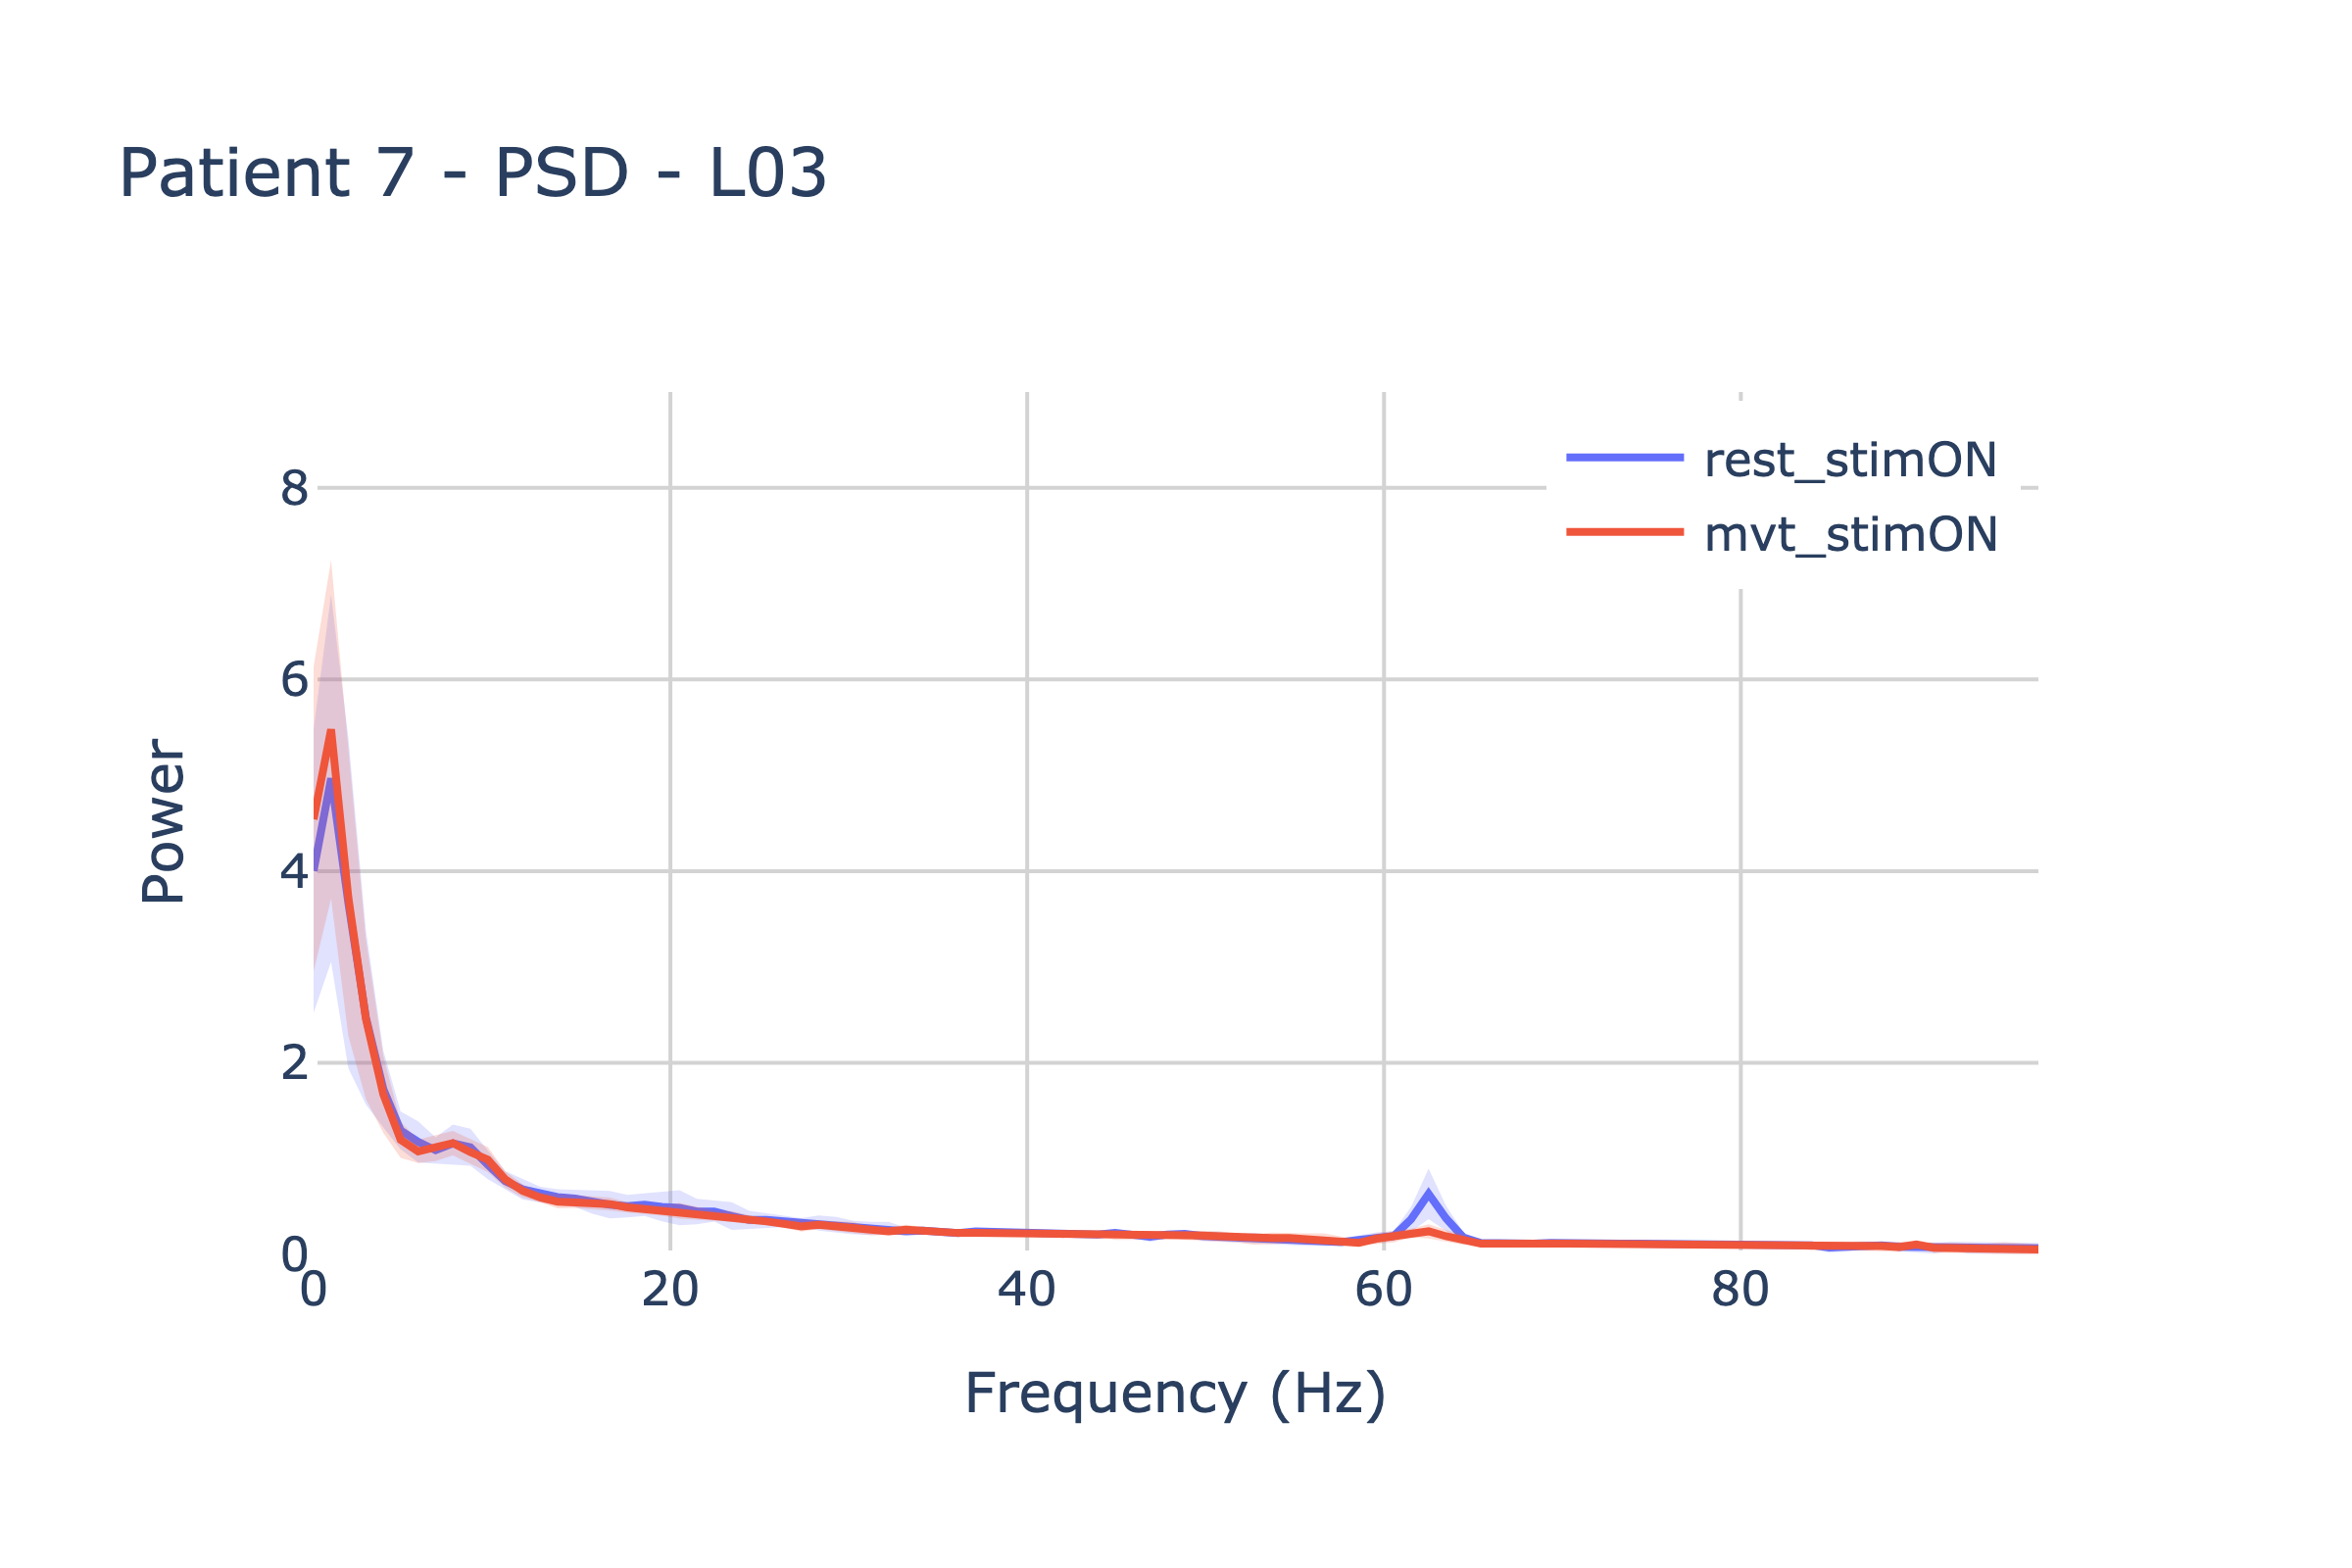 Patient 7 - PSD - L03
rest_stimON
mvt_stimON
8
6
4
2
0
Power
0 20 40 60 80
Frequency (Hz)